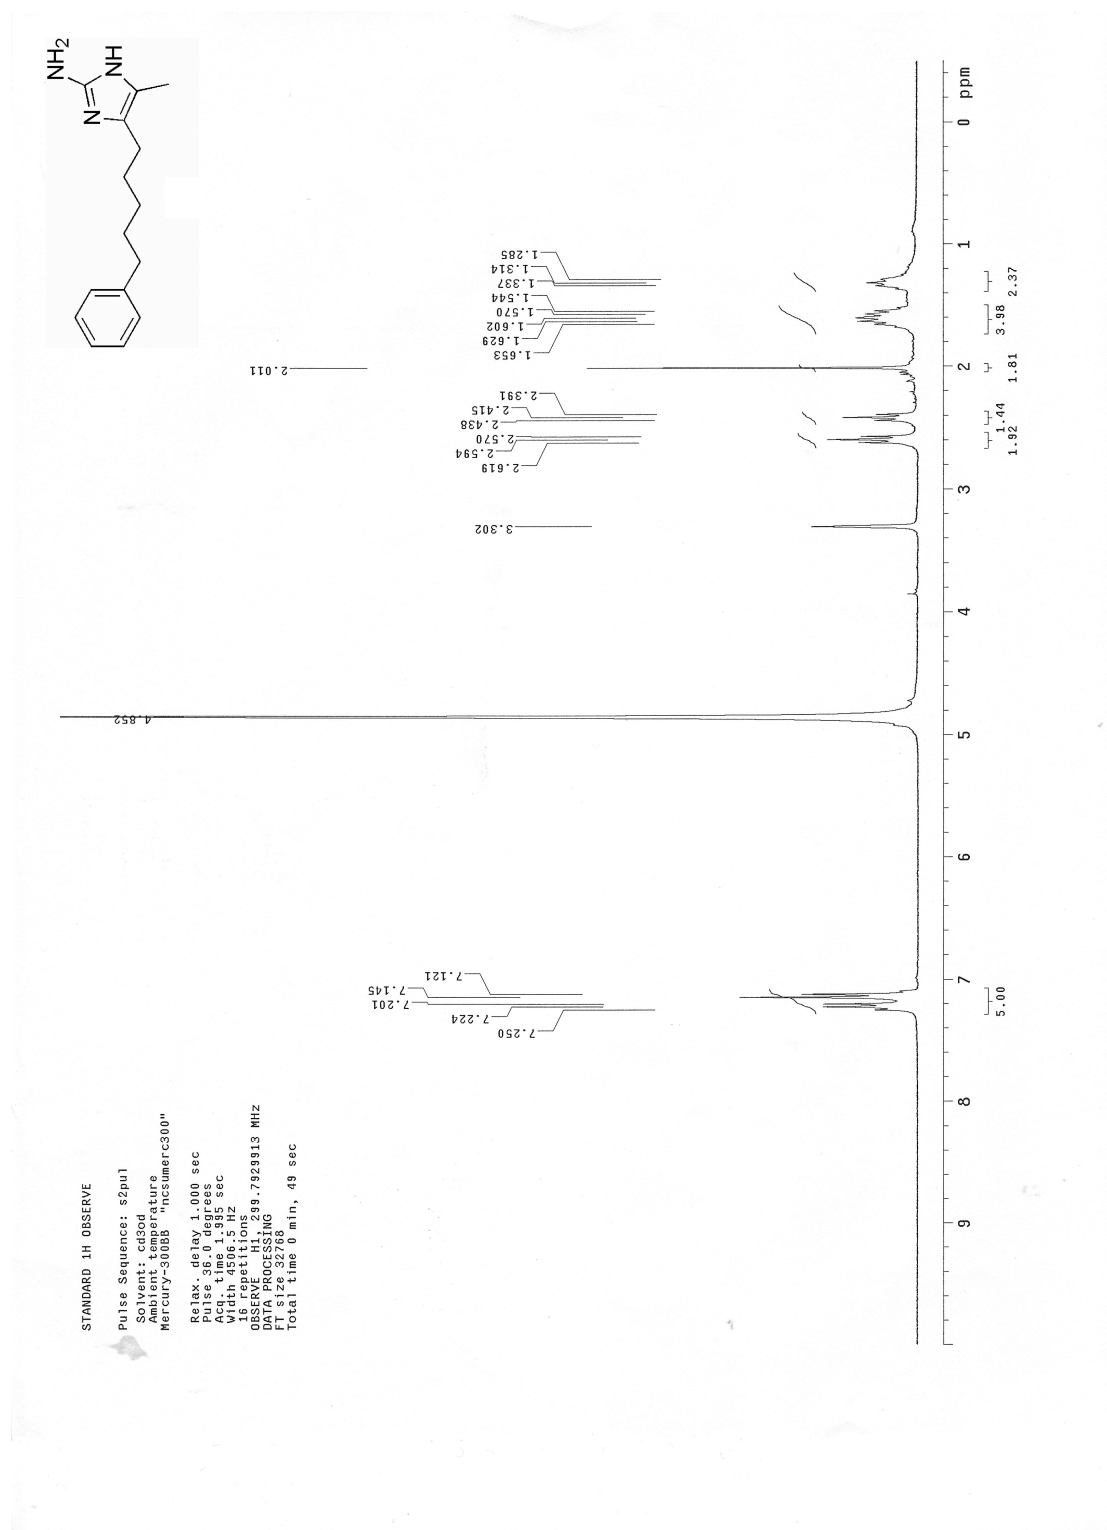 STANDARD 1H OBSERVE
Pulse Sequence: s2pul
Solvent: cd3od
Ambient temperature
Mercury-300BB "ncsumerc300"
Relax. delay 1.000 sec
Pulse 36.0 degrees
Acq. time 1.995 sec
Width 4506.5 Hz
16 repetitions
OBSERVE H1, 299.7929913 MHz
DATA PROCESSING
FT size 32768
Total time 0 min, 49 sec
NH2
NH
N
7.250
7.224
7.201
7.145
7.121
4.852
3.302
2.619
2.594
2.570
2.438
2.415
2.391
2.011
1.653
1.629
1.602
1.570
1.544
1.337
1.314
1.285
9 8 7 6 5 4 3 2 1 0 ppm
5.00
1.92
1.44
1.81
3.98
2.37